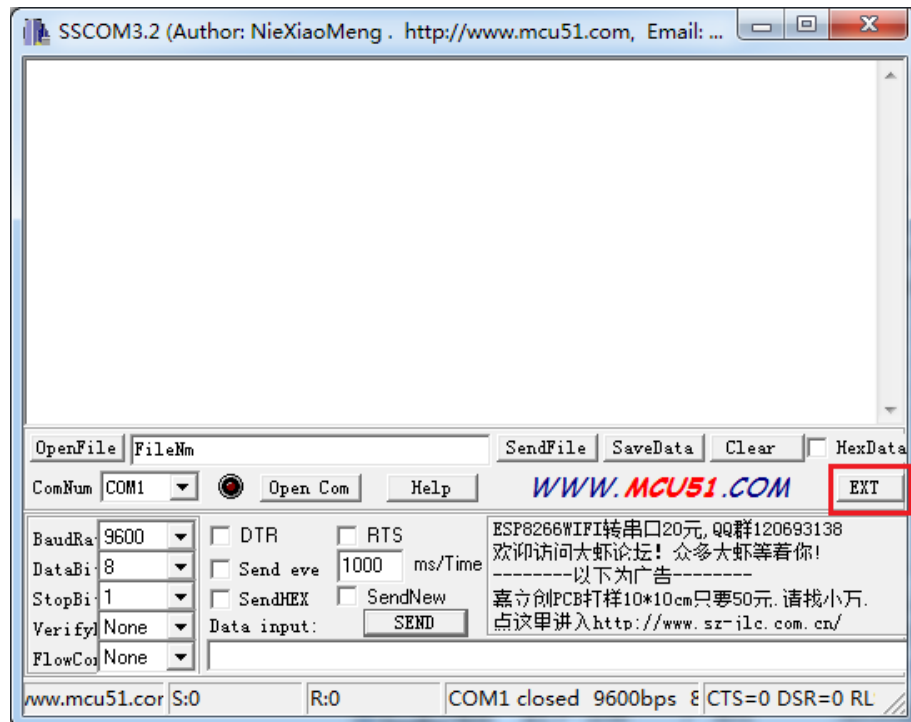 SSCOM3.2 (Author: NieXiaoMeng .  http://www.mcu51.com,  Email: ...
OpenFile FileNm SendFile SaveData Clear HexData
ComNum COM1 Open Com Help WWW.MCU51.COM EXT
BaudRa 9600 DTR RTS
DataBi 8 Send eve 1000 ms/Time
StopBi 1 SendHEX SendNew
Verify None Data input: SEND
FlowCo None
ESP8266WIFI转串口20元,QQ群120693138
欢迎访问大虾论坛！众多大虾等着你!
--------以下为广告--------
嘉立创PCB打样10*10cm只要50元.请找小万.
点这里进入http://www.sz-jlc.com.cn/
www.mcu51.cor S:0 R:0 COM1 closed 9600bps 8 CTS=0 DSR=0 RL